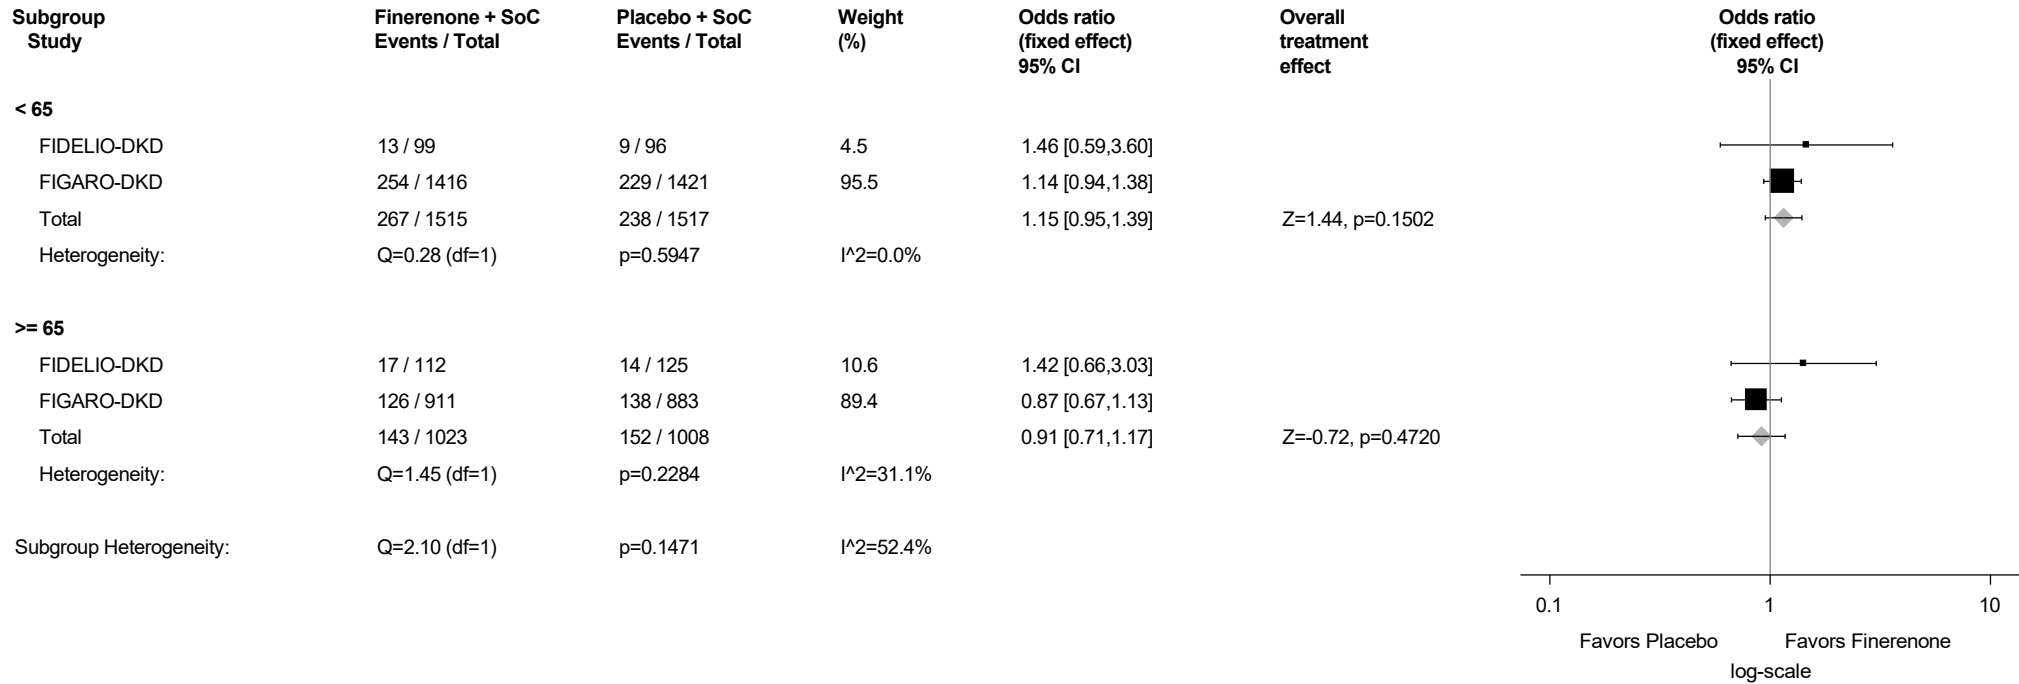 Subgroup Finerenone + SoC Placebo + SoC Weight Odds ratio Overall Odds ratio
Study Events / Total Events / Total (%) (fixed effect) treatment (fixed effect)
95% CI effect 95% CI
< 65
FIDELIO-DKD 13 / 99 9 / 96 4.5 1.46 [0.59,3.60]
FIGARO-DKD 254 / 1416 229 / 1421 95.5 1.14 [0.94,1.38]
Total 267 / 1515 238 / 1517 1.15 [0.95,1.39] Z=1.44, p=0.1502
Heterogeneity: Q=0.28 (df=1) p=0.5947 I^2=0.0%
>= 65
FIDELIO-DKD 17 / 112 14 / 125 10.6 1.42 [0.66,3.03]
FIGARO-DKD 126 / 911 138 / 883 89.4 0.87 [0.67,1.13]
Total 143 / 1023 152 / 1008 0.91 [0.71,1.17] Z=-0.72, p=0.4720
Heterogeneity: Q=1.45 (df=1) p=0.2284 I^2=31.1%
Subgroup Heterogeneity: Q=2.10 (df=1) p=0.1471 I^2=52.4%
0.1 1 10
Favors Placebo Favors Finerenone
log-scale